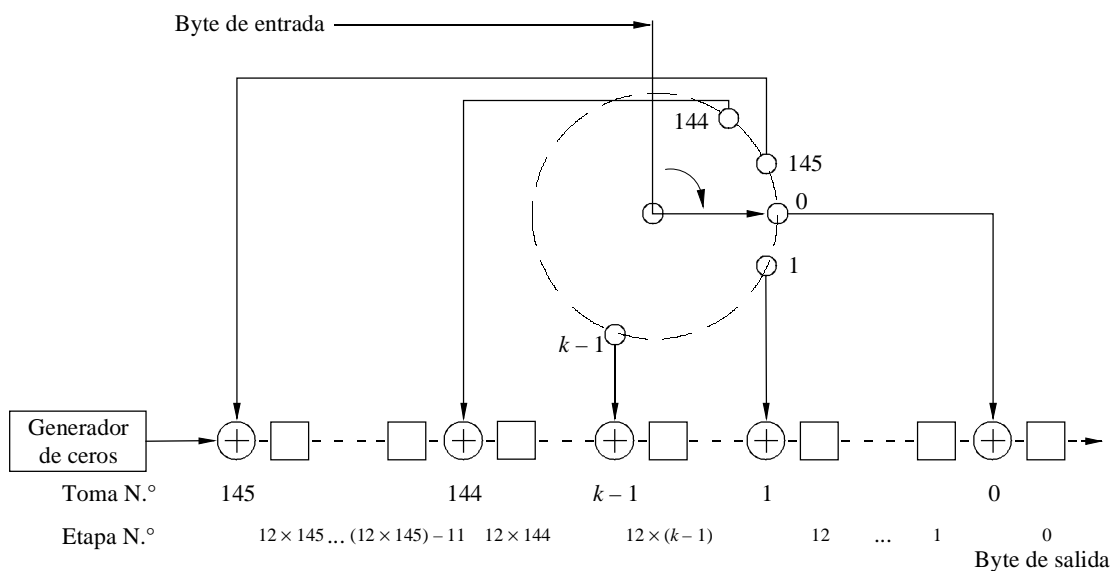 Byte de entrada
144
145
0
1
k – 1
Generador
de ceros
Toma N.° 145 144 k – 1 1 0
Etapa N.° 12 × 145 ... (12 × 145) – 11 12 × 144 12 × (k – 1) 12 ... 1 0
Byte de salida